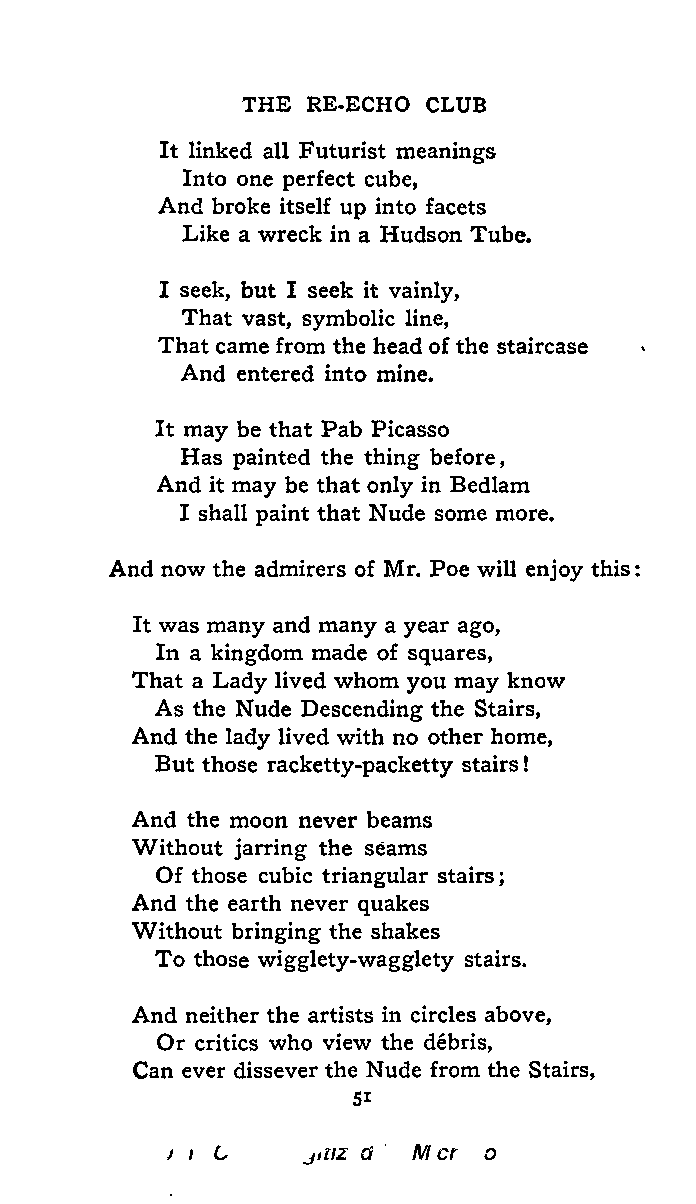 THE RE-ECHO CLUB
It linked all Futurist meanings
Into one perfect cube,
And broke itself up into facets
Like a wreck in a Hudson Tube.
I seek, but I seek it vainly,
That vast, symbolic line,
That came from the head of the staircase
And entered into mine.
It may be that Pab Picasso
Has painted the thing before,
And it may be that only in Bedlam
I shall paint that Nude some more.
And now the admirers of Mr. Poe will enjoy this:
It was many and many a year ago,
In a kingdom made of squares,
That a Lady lived whom you may know
As the Nude Descending the Stairs,
And the lady lived with no other home,
But those racketty-packetty stairs!
And the moon never beams
Without jarring the seams
Of those cubic triangular stairs;
And the earth never quakes
Without bringing the shakes
To those wigglety-wagglety stairs.
And neither the artists in circles above,
Or critics who view the débris,
Can ever dissever the Nude from the Stairs,
51